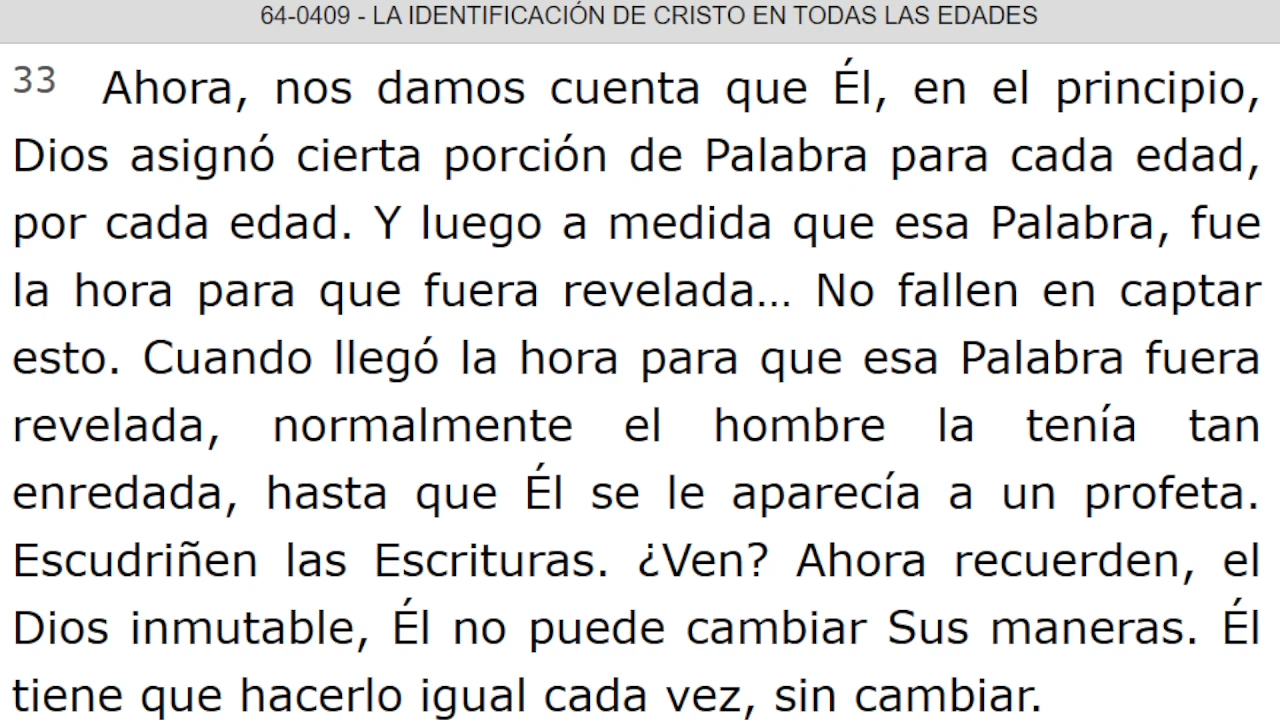 64-0409 - LA IDENTIFICACIÓN DE CRISTO EN TODAS LAS EDADES
33 Ahora, nos damos cuenta que Él, en el principio,
Dios asignó cierta porción de Palabra para cada edad,
por cada edad. Y luego a medida que esa Palabra, fue
la hora para que fuera revelada... No fallen en captar
esto. Cuando llegó la hora para que esa Palabra fuera
revelada, normalmente el hombre la tenía tan
enredada, hasta que Él se le aparecía a un profeta.
Escudriñen las Escrituras. ¿Ven? Ahora recuerden, el
Dios inmutable, Él no puede cambiar Sus maneras. Él
tiene que hacerlo igual cada vez, sin cambiar.